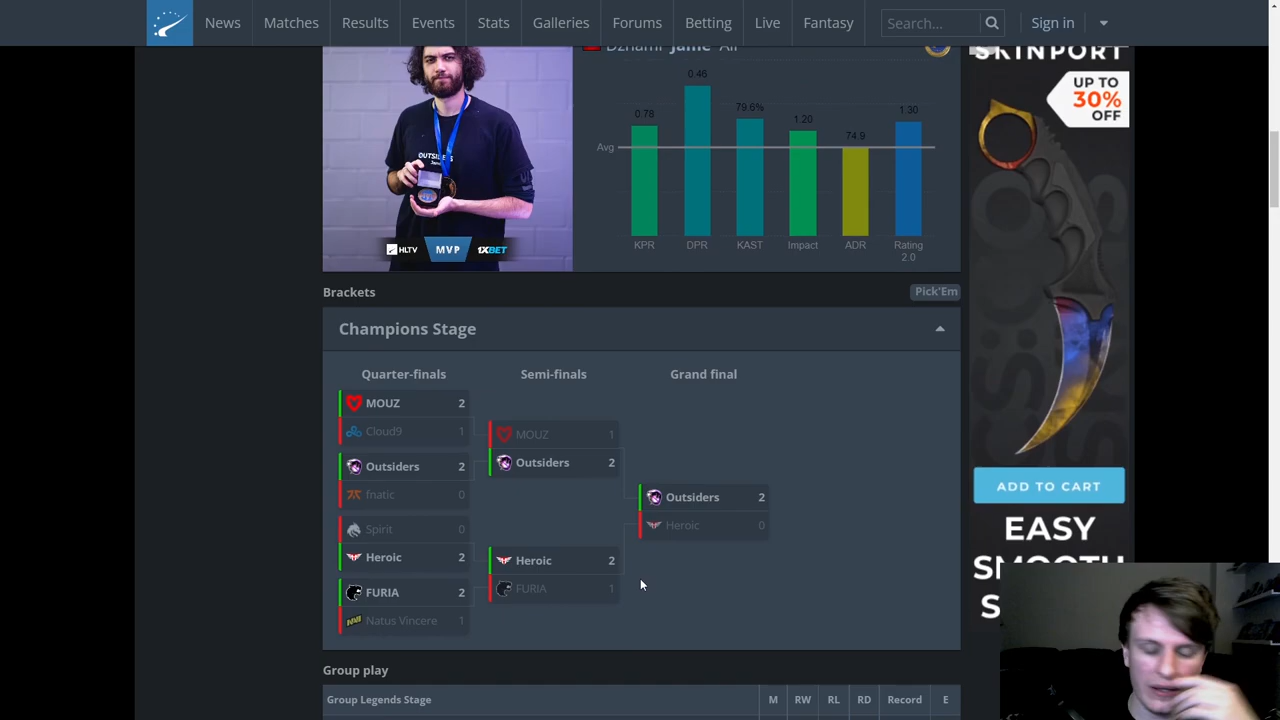 News Matches Results Events Stats Galleries Forums Betting Live Fantasy Search... Sign in
SKINPORT
UP TO
30%
OFF
0.78 0.46 79.6% 1.20 74.9 1.30
Avg
KPR DPR KAST Impact ADR Rating
2.0
OUTSIDERS
HLTV MVP 1XBET
Brackets Pick'Em
Champions Stage
Quarter-finals Semi-finals Grand final
MOUZ 2
Cloud9 1
MOUZ 1
Outsiders 2
Outsiders 2
fnatic 0
Outsiders 2
Heroic 0
Spirit 0
Heroic 2
Heroic 2
FURIA 1
FURIA 2
Natus Vincere 1
ADD TO CART
EASY
Group play
Group Legends Stage M RW RL RD Record E